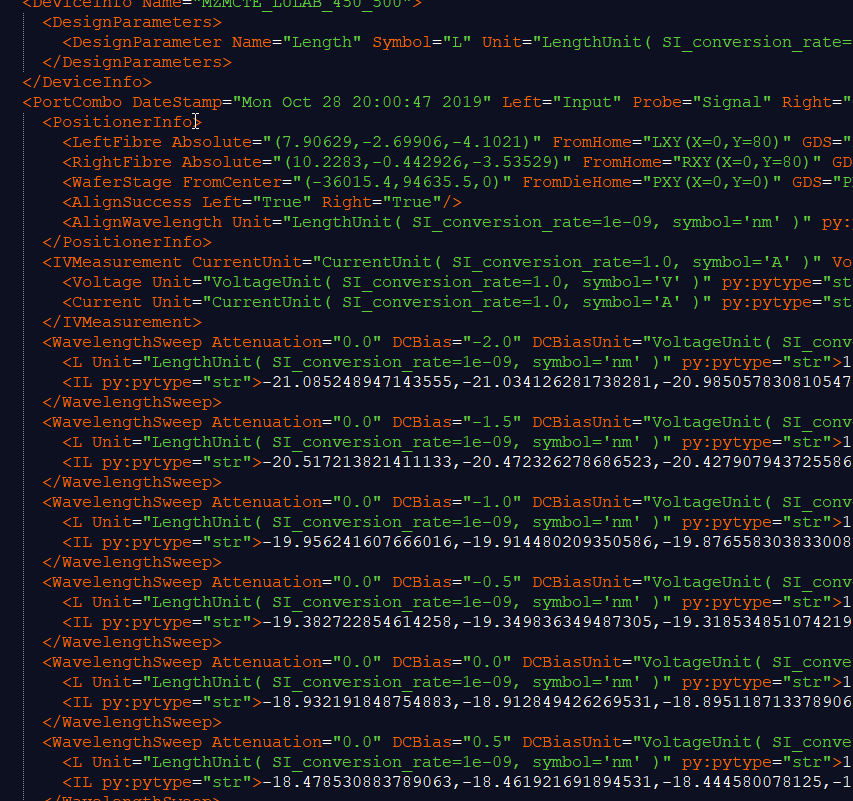 <DeviceInfo Name="MZMCTE_LULAB_450_500">
<DesignParameters>
<DesignParameter Name="Length" Symbol="L" Unit="LengthUnit( SI_conversion_rate=
</DesignParameters>
</DeviceInfo>
<PortCombo DateStamp="Mon Oct 28 20:00:47 2019" Left="Input" Probe="Signal" Right="
<PositionerInfo>
<LeftFibre Absolute="(7.90629,-2.69906,-4.1021)" FromHome="LXY(X=0,Y=80)" GDS="
<RightFibre Absolute="(10.2283,-0.442926,-3.53529)" FromHome="RXY(X=0,Y=80)" GD
<WaferStage FromCenter="(-36015.4,94635.5,0)" FromDieHome="PXY(X=0,Y=0)" GDS="P
<AlignSuccess Left="True" Right="True"/>
<AlignWavelength Unit="LengthUnit( SI_conversion_rate=1e-09, symbol='nm' )" py:
</PositionerInfo>
<IVMeasurement CurrentUnit="CurrentUnit( SI_conversion_rate=1.0, symbol='A' )" Vo
<Voltage Unit="VoltageUnit( SI_conversion_rate=1.0, symbol='V' )" py:pytype="st
<Current Unit="CurrentUnit( SI_conversion_rate=1.0, symbol='A' )" py:pytype="st
</IVMeasurement>
<WavelengthSweep Attenuation="0.0" DCBias="-2.0" DCBiasUnit="VoltageUnit( SI_conv
<L Unit="LengthUnit( SI_conversion_rate=1e-09, symbol='nm' )" py:pytype="str">1
<IL py:pytype="str">-21.085248947143555,-21.034126281738281,-20.985057830810547
</WavelengthSweep>
<WavelengthSweep Attenuation="0.0" DCBias="-1.5" DCBiasUnit="VoltageUnit( SI_conv
<L Unit="LengthUnit( SI_conversion_rate=1e-09, symbol='nm' )" py:pytype="str">1
<IL py:pytype="str">-20.517213821411133,-20.472326278686523,-20.427907943725586
</WavelengthSweep>
<WavelengthSweep Attenuation="0.0" DCBias="-1.0" DCBiasUnit="VoltageUnit( SI_conv
<L Unit="LengthUnit( SI_conversion_rate=1e-09, symbol='nm' )" py:pytype="str">1
<IL py:pytype="str">-19.956241607666016,-19.914480209350586,-19.876558303833008
</WavelengthSweep>
<WavelengthSweep Attenuation="0.0" DCBias="-0.5" DCBiasUnit="VoltageUnit( SI_conv
<L Unit="LengthUnit( SI_conversion_rate=1e-09, symbol='nm' )" py:pytype="str">1
<IL py:pytype="str">-19.382722854614258,-19.349836349487305,-19.318534851074219
</WavelengthSweep>
<WavelengthSweep Attenuation="0.0" DCBias="0.0" DCBiasUnit="VoltageUnit( SI_conve
<L Unit="LengthUnit( SI_conversion_rate=1e-09, symbol='nm' )" py:pytype="str">1
<IL py:pytype="str">-18.932191848754883,-18.912849426269531,-18.895118713378906
</WavelengthSweep>
<WavelengthSweep Attenuation="0.0" DCBias="0.5" DCBiasUnit="VoltageUnit( SI_conve
<L Unit="LengthUnit( SI_conversion_rate=1e-09, symbol='nm' )" py:pytype="str">1
<IL py:pytype="str">-18.478530883789063,-18.461921691894531,-18.444580078125,-1
</WavelengthSweep>